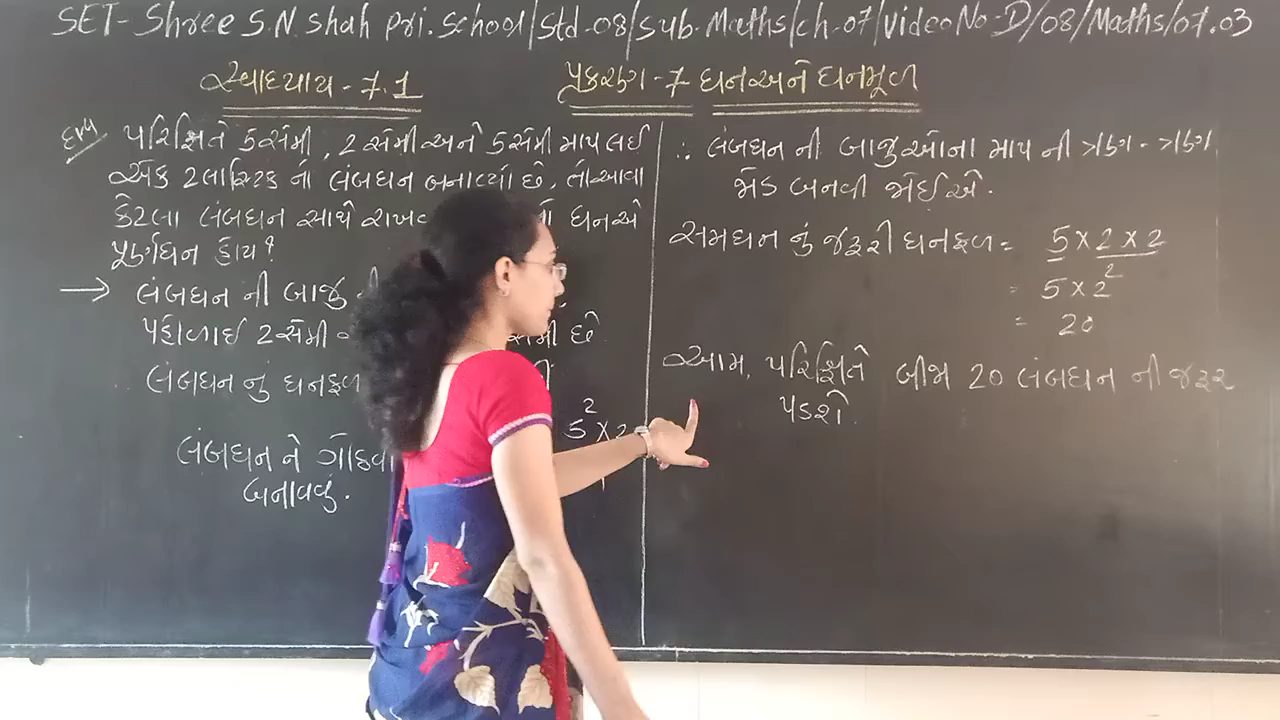 SET- Shree S.N. Shah Pri. School/Std-08/Sub. Maths/ch-07/Video No-D/08/Maths/07.03
સ્વાધ્યાય - 7.1
પ્રકરણ - 7 ઘન અને ઘનમૂળ
પરિક્ષિતે 5 સેમી, 2 સેમી અને 5 સેમી માપ લઈ
એક પ્લાસ્ટિક નો લંબઘન બનાવ્યો છે, તો આવા
કેટલા લંબઘન સાથે રાખવા ઘન એ
પૂર્ણઘન હોય?
→ લંબઘન ની બાજુ ની
પહોળાઈ 2 સેમી સેમી છે
∴ લંબઘન નું ઘનફળ
5² × 2
લંબઘન ને ગોઠવી
બનાવવું.
∴ લંબઘન ની બાજુઓના માપ ની ત્રણ - ત્રણ
જોડ બનવી જોઈએ.
સમઘન નું જરૂરી ઘનફળ = 5 × 2 × 2
= 5 × 2²
= 20
આમ, પરિક્ષિતે બીજા 20 લંબઘન ની જરૂર
પડશે.